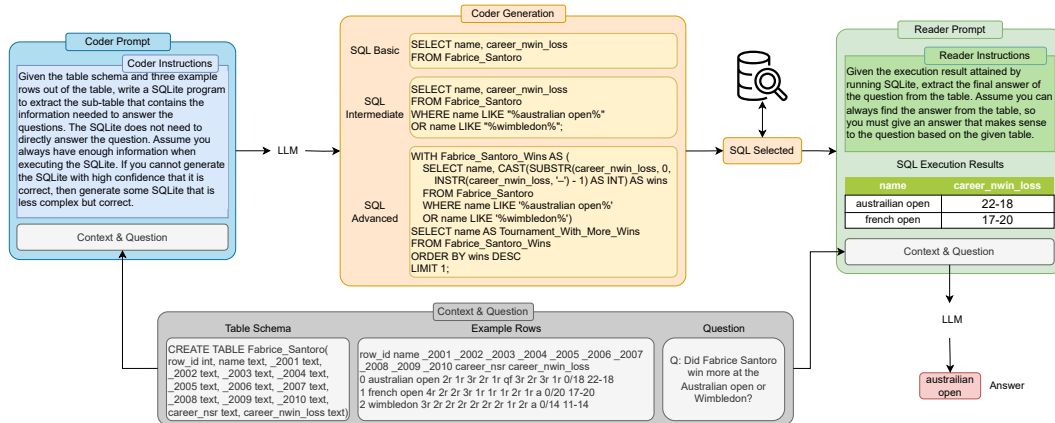 Coder Prompt
Coder Instructions
Given the table schema and three example
rows out of the table, write a SQLite program
to extract the sub-table that contains the
information needed to answer the
questions. The SQLite does not need to
directly answer the question. Assume you
always have enough information when
executing the SQLite. If you cannot generate
the SQLite with high confidence that it is
correct, then generate some SQLite that is
less complex but correct.
Context & Question
LLM
Coder Generation
SQL Basic
SELECT name, career_nwin_loss
FROM Fabrice_Santoro
SQL
Intermediate
SELECT name, career_nwin_loss
FROM Fabrice_Santoro
WHERE name LIKE "%australian open%"
OR name LIKE "%wimbledon%";
SQL
Advanced
WITH Fabrice_Santoro_Wins AS (
SELECT name, CAST(SUBSTR(career_nwin_loss, 0,
INSTR(career_nwin_loss, '–') - 1) AS INT) AS wins
FROM Fabrice_Santoro
WHERE name LIKE '%australian open%'
OR name LIKE '%wimbledon%')
SELECT name AS Tournament_With_More_Wins
FROM Fabrice_Santoro_Wins
ORDER BY wins DESC
LIMIT 1;
SQL Selected
Reader Prompt
Reader Instructions
Given the execution result attained by
running SQLite, extract the final answer of
the question from the table. Assume you can
always find the answer from the table, so
you must give an answer that makes sense
to the question based on the given table.
SQL Execution Results
name career_nwin_loss
austrailian open 22-18
french open 17-20
Context & Question
LLM
austrailian
open
Answer
Context & Question
Table Schema
CREATE TABLE Fabrice_Santoro(
row_id int, name text, _2001 text,
_2002 text, _2003 text, _2004 text,
_2005 text, _2006 text, _2007 text,
_2008 text, _2009 text, _2010 text,
career_nsr text, career_nwin_loss text)
Example Rows
row_id name _2001 _2002 _2003 _2004 _2005 _2006 _2007
_2008 _2009 _2010 career_nsr career_nwin_loss
0 australian open 2r 1r 3r 2r 1r qf 3r 2r 3r 1r 0/18 22-18
1 french open 4r 2r 2r 3r 1r 1r 1r 2r 1r a 0/20 17-20
2 wimbledon 3r 2r 2r 2r 2r 2r 2r 1r 2r a 0/14 11-14
Question
Q: Did Fabrice Santoro
win more at the
Australian open or
Wimbledon?